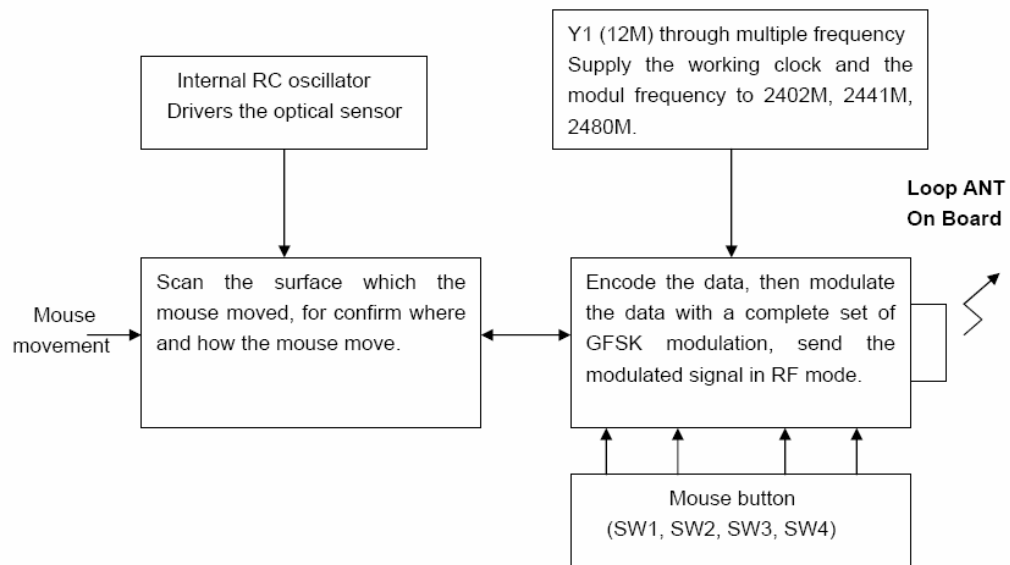 Internal RC oscillator
Drivers the optical sensor
Y1 (12M) through multiple frequency
Supply the working clock and the
modul frequency to 2402M, 2441M,
2480M.
Loop ANT
On Board
Mouse
movement
Scan the surface which the
mouse moved, for confirm where
and how the mouse move.
Encode the data, then modulate
the data with a complete set of
GFSK modulation, send the
modulated signal in RF mode.
Mouse button
(SW1, SW2, SW3, SW4)